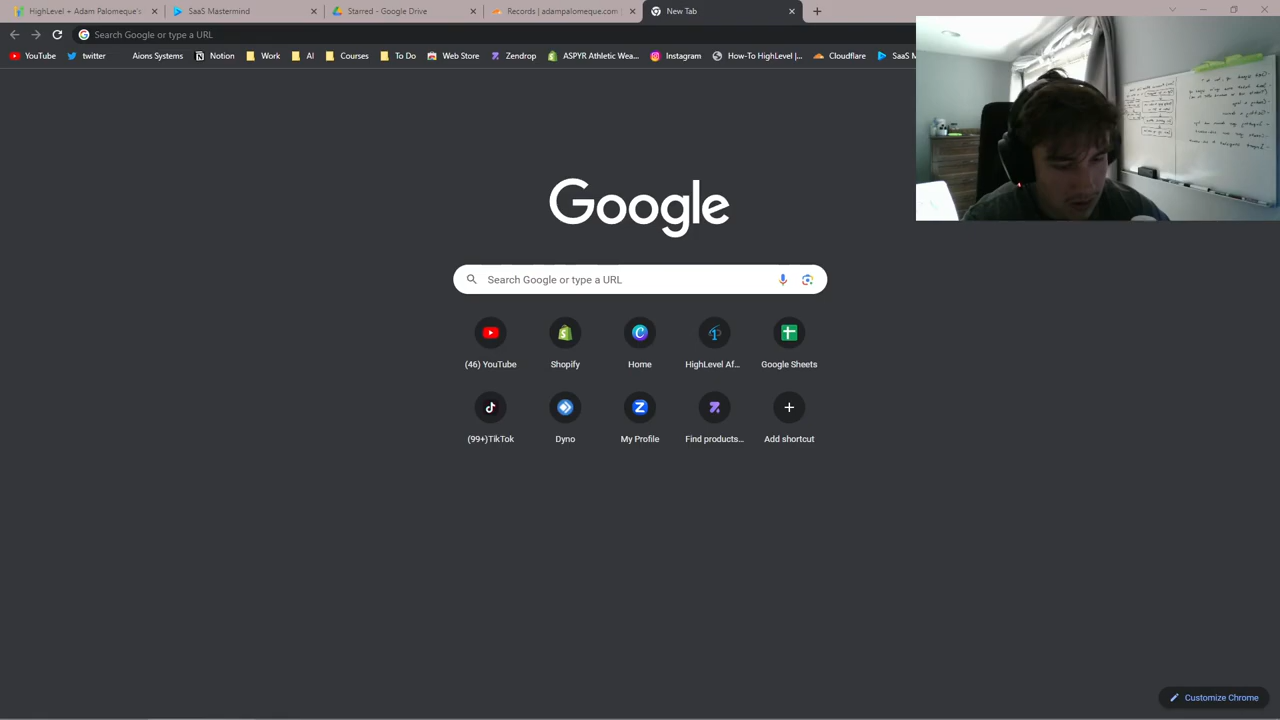 HighLevel + Adam Palomeque's
SaaS Mastermind
Starred - Google Drive
Records | adampalomeque.com |
New Tab
Search Google or type a URL
YouTube
twitter
Aions Systems
Notion
Work
AI
Courses
To Do
Web Store
Zendrop
ASPYR Athletic Wea...
Instagram
How-To HighLevel |...
Cloudflare
SaaS M
Google
Search Google or type a URL
(46) YouTube
Shopify
Home
HighLevel Af...
Google Sheets
(99+)TikTok
Dyno
My Profile
Find products...
Add shortcut
Customize Chrome